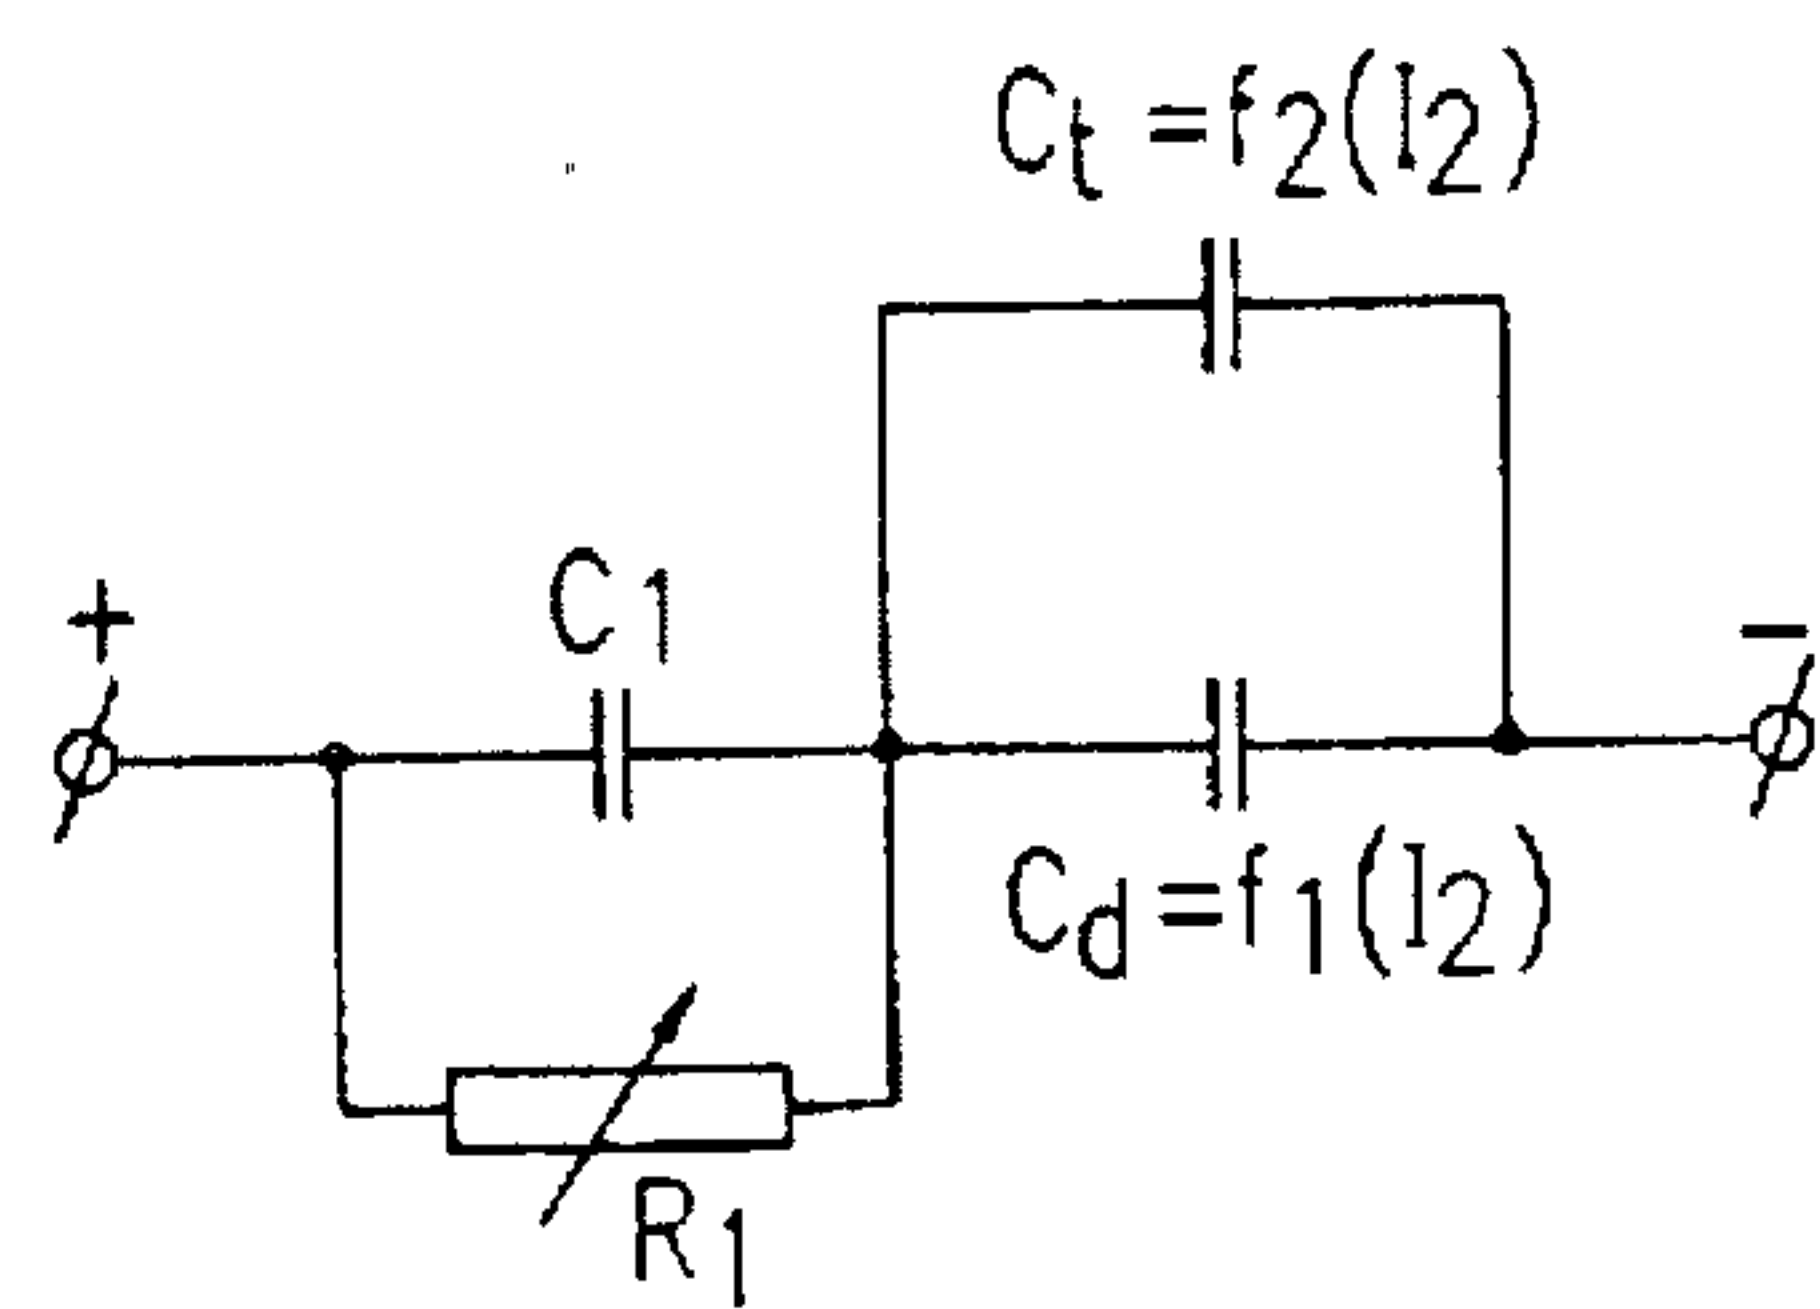 Ct = f2(I2)
C1
+
−
Cd = f1(I2)
R1